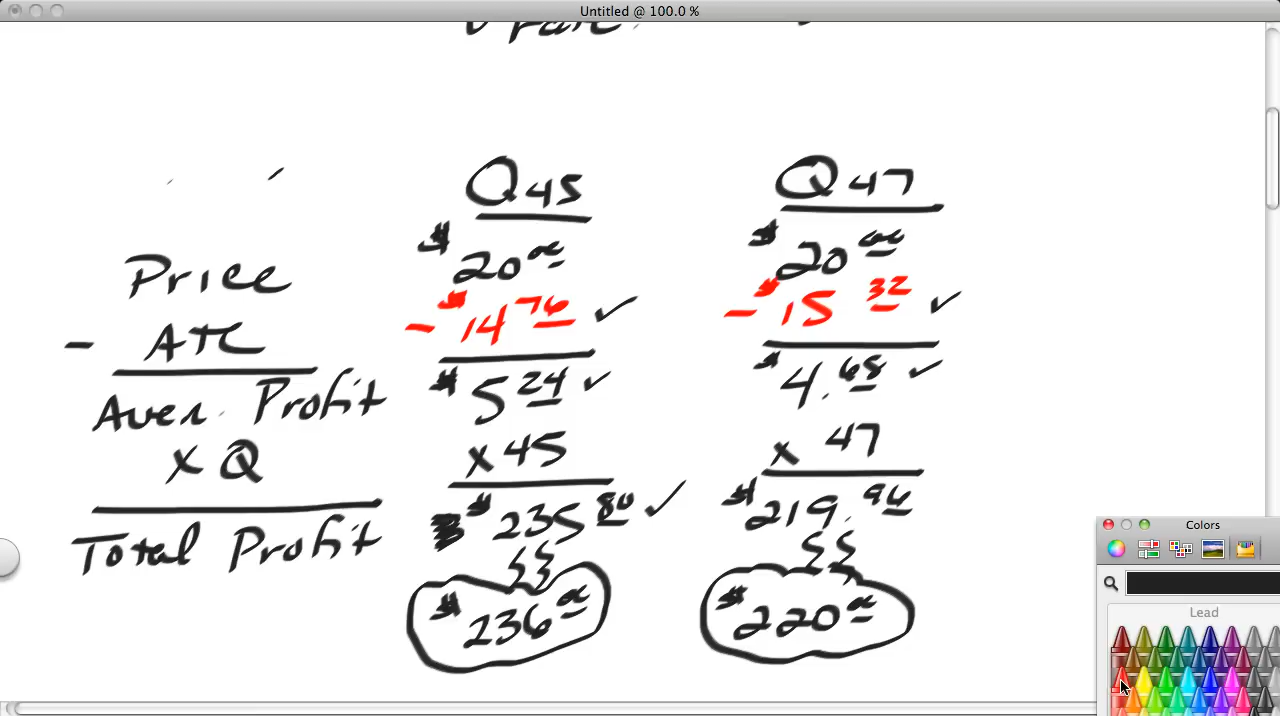 Untitled @ 100.0 %
Q45 Q47
$20 00 $20 00
Price
- $14 76 ✓ - $15 32 ✓
- ATC
$5 24 ✓ $4.68 ✓
Aver. Profit
x 45 x 47
x Q
$235 80 ✓ $219.96
Total Profit
$236 00 $220 00
Colors
Lead